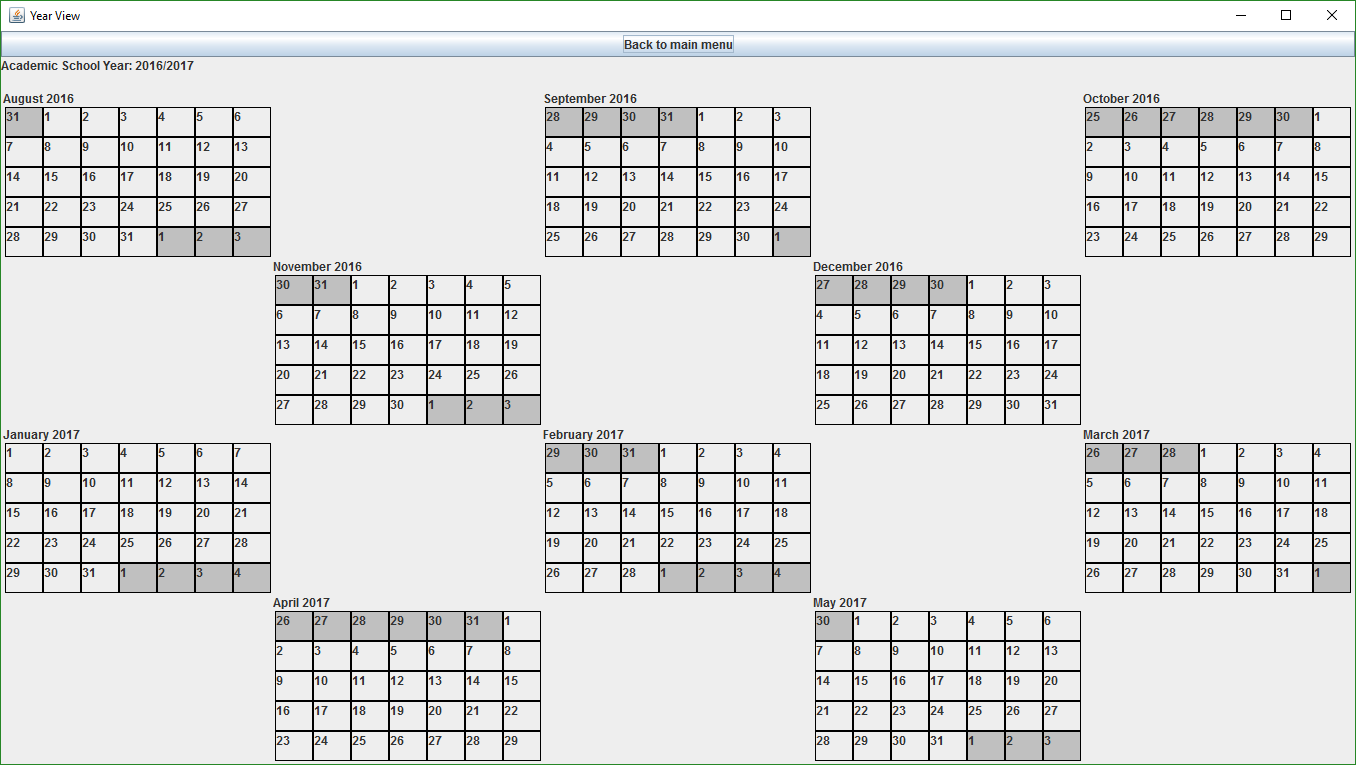 Year View
Back to main menu
Academic School Year: 2016/2017
August 2016
31 1 2 3 4 5 6
7 8 9 10 11 12 13
14 15 16 17 18 19 20
21 22 23 24 25 26 27
28 29 30 31 1 2 3
September 2016
28 29 30 31 1 2 3
4 5 6 7 8 9 10
11 12 13 14 15 16 17
18 19 20 21 22 23 24
25 26 27 28 29 30 1
October 2016
25 26 27 28 29 30 1
2 3 4 5 6 7 8
9 10 11 12 13 14 15
16 17 18 19 20 21 22
23 24 25 26 27 28 29
November 2016
30 31 1 2 3 4 5
6 7 8 9 10 11 12
13 14 15 16 17 18 19
20 21 22 23 24 25 26
27 28 29 30 1 2 3
December 2016
27 28 29 30 1 2 3
4 5 6 7 8 9 10
11 12 13 14 15 16 17
18 19 20 21 22 23 24
25 26 27 28 29 30 31
January 2017
1 2 3 4 5 6 7
8 9 10 11 12 13 14
15 16 17 18 19 20 21
22 23 24 25 26 27 28
29 30 31 1 2 3 4
February 2017
29 30 31 1 2 3 4
5 6 7 8 9 10 11
12 13 14 15 16 17 18
19 20 21 22 23 24 25
26 27 28 1 2 3 4
March 2017
26 27 28 1 2 3 4
5 6 7 8 9 10 11
12 13 14 15 16 17 18
19 20 21 22 23 24 25
26 27 28 29 30 31 1
April 2017
26 27 28 29 30 31 1
2 3 4 5 6 7 8
9 10 11 12 13 14 15
16 17 18 19 20 21 22
23 24 25 26 27 28 29
May 2017
30 1 2 3 4 5 6
7 8 9 10 11 12 13
14 15 16 17 18 19 20
21 22 23 24 25 26 27
28 29 30 31 1 2 3